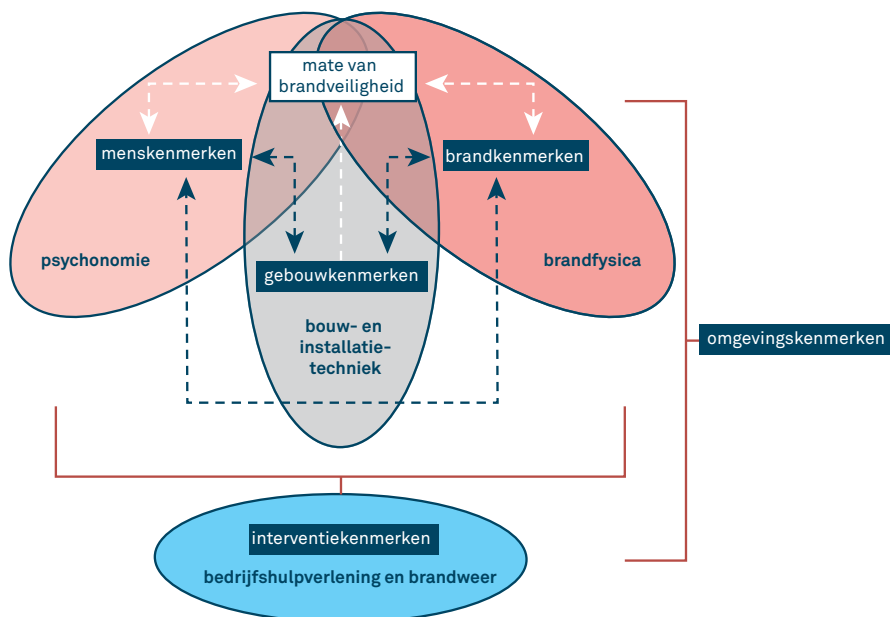 mate van
brandveiligheid
menskenmerken
brandkenmerken
psychonomie
gebouwkenmerken
brandfysica
bouw- en
installatie-
techniek
omgevingskenmerken
interventiekenmerken
bedrijfshulpverlening en brandweer